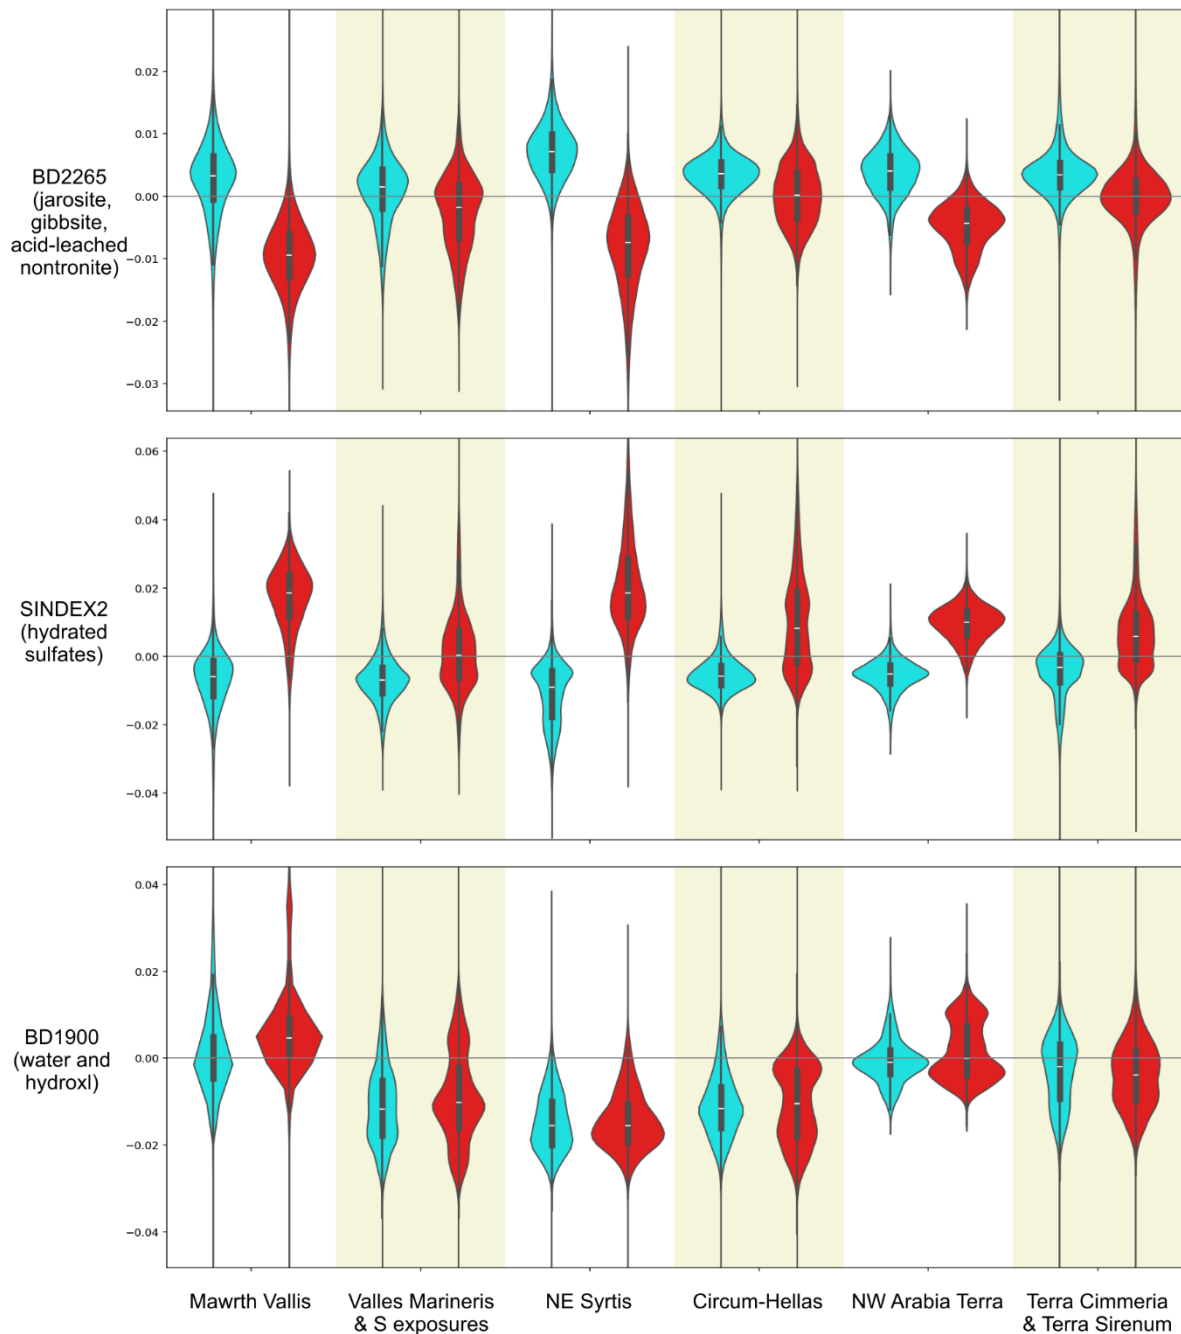 0.02
0.01
BD2265
(jarosite,
gibbsite,
acid-leached
nontronite)
0.00
−0.01
−0.02
−0.03
0.06
0.04
0.02
SINDEX2
(hydrated
sulfates)
0.00
−0.02
−0.04
0.04
0.02
BD1900
(water and
hydroxl)
0.00
−0.02
−0.04
Mawrth Vallis
Valles Marineris
& S exposures
NE Syrtis
Circum-Hellas
NW Arabia Terra
Terra Cimmeria
& Terra Sirenum